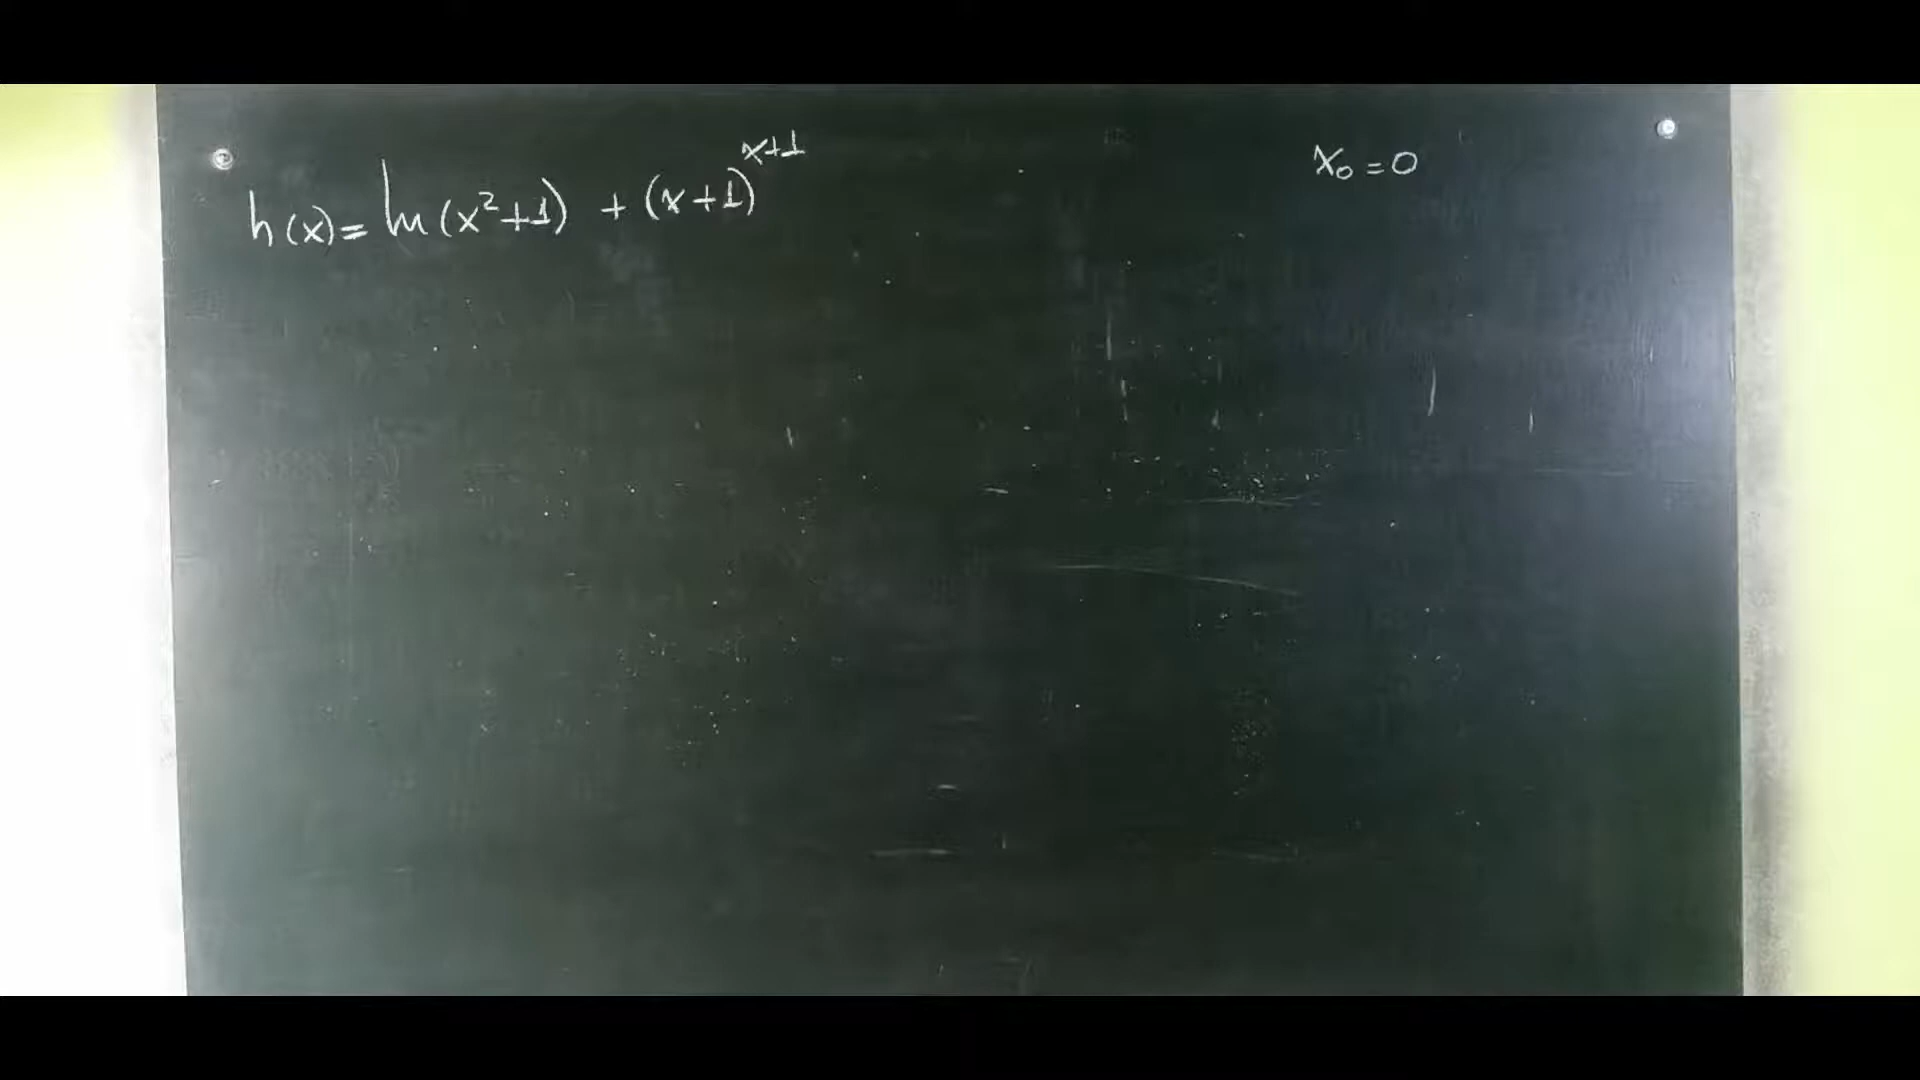 h(x) = ln(x²+1) + (x+1)^{x+1}
x₀ = 0